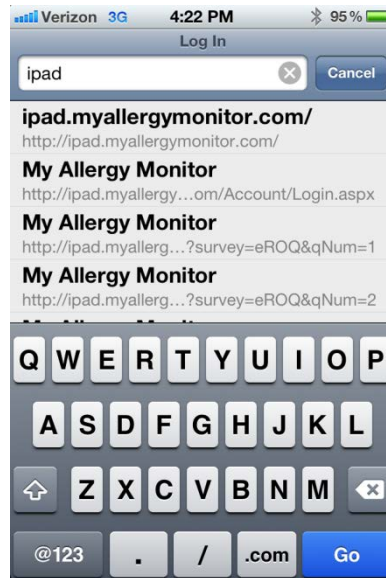 Verizon 3G 4:22 PM 95%
Log In
ipad Cancel
ipad.myallergymonitor.com/
http://ipad.myallergymonitor.com/
My Allergy Monitor
http://ipad.myallergy…om/Account/Login.aspx
My Allergy Monitor
http://ipad.myallerg…?survey=eROQ&qNum=1
My Allergy Monitor
http://ipad.myallerg…?survey=eROQ&qNum=2
Q W E R T Y U I O P
A S D F G H J K L
Z X C V B N M
@123 . / .com Go